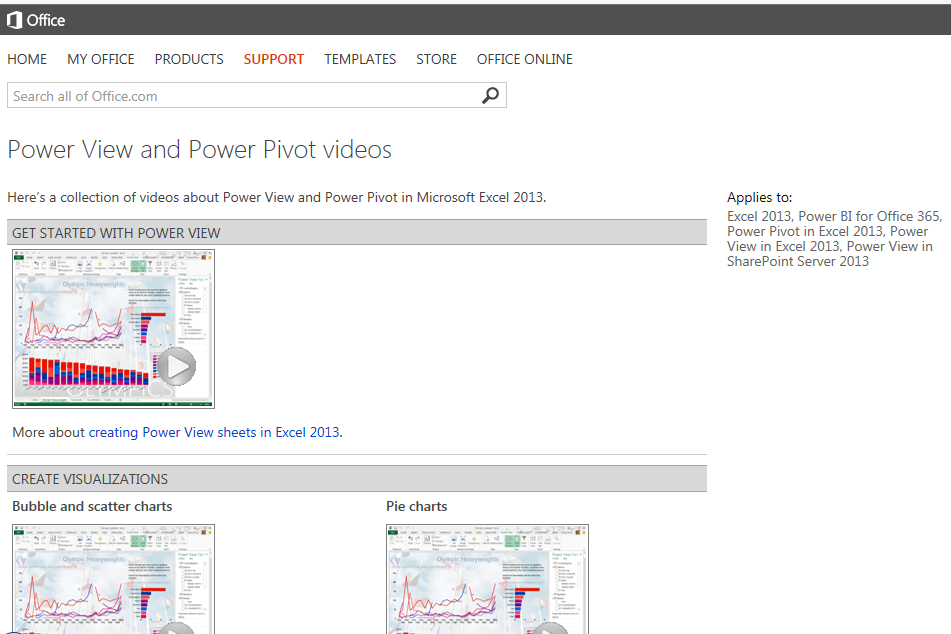 Office
HOME MY OFFICE PRODUCTS SUPPORT TEMPLATES STORE OFFICE ONLINE
Search all of Office.com
Power View and Power Pivot videos
Here's a collection of videos about Power View and Power Pivot in Microsoft Excel 2013.
Applies to:
Excel 2013, Power BI for Office 365,
Power Pivot in Excel 2013, Power
View in Excel 2013, Power View in
SharePoint Server 2013
GET STARTED WITH POWER VIEW
Olympic Heavyweights
More about creating Power View sheets in Excel 2013.
CREATE VISUALIZATIONS
Bubble and scatter charts
Pie charts
Olympic Heavyweights
Olympic Heavyweights